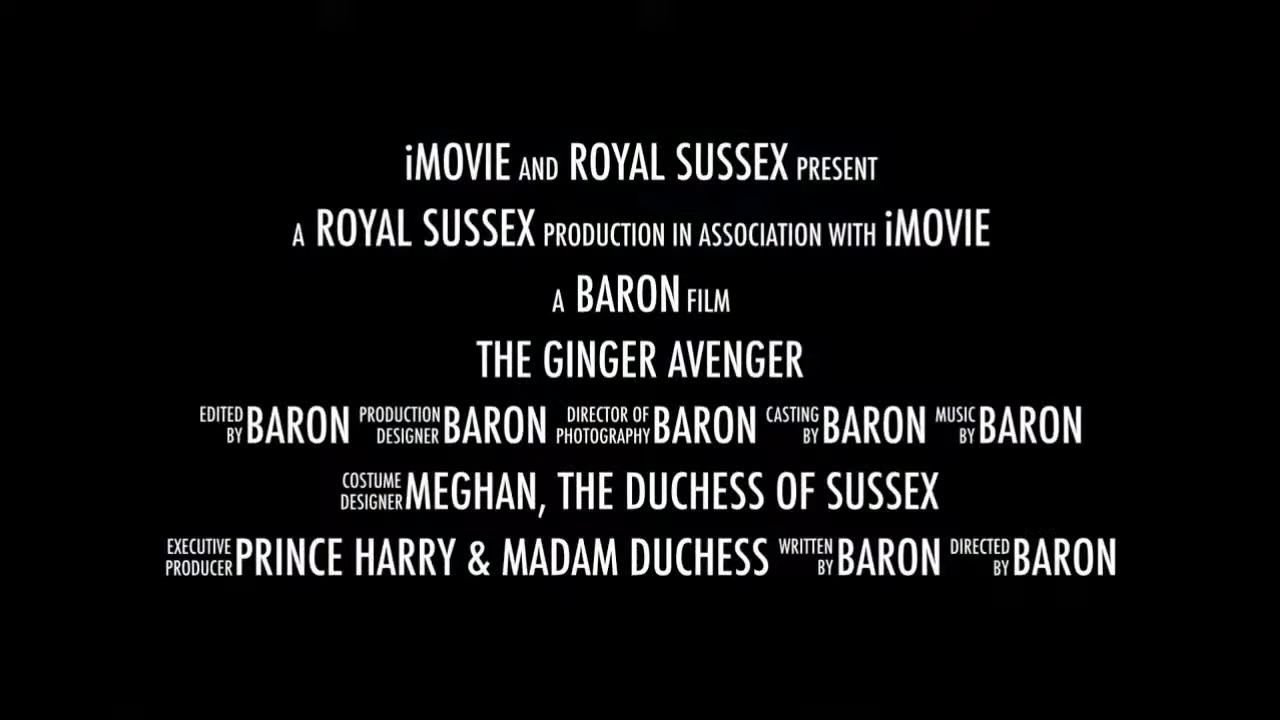 iMOVIE AND ROYAL SUSSEX PRESENT
A ROYAL SUSSEX PRODUCTION IN ASSOCIATION WITH iMOVIE
A BARON FILM
THE GINGER AVENGER
EDITED BY BARON PRODUCTION DESIGNER BARON DIRECTOR OF PHOTOGRAPHY BARON CASTING BY BARON MUSIC BY BARON
COSTUME DESIGNER MEGHAN, THE DUCHESS OF SUSSEX
EXECUTIVE PRODUCER PRINCE HARRY & MADAM DUCHESS WRITTEN BY BARON DIRECTED BY BARON